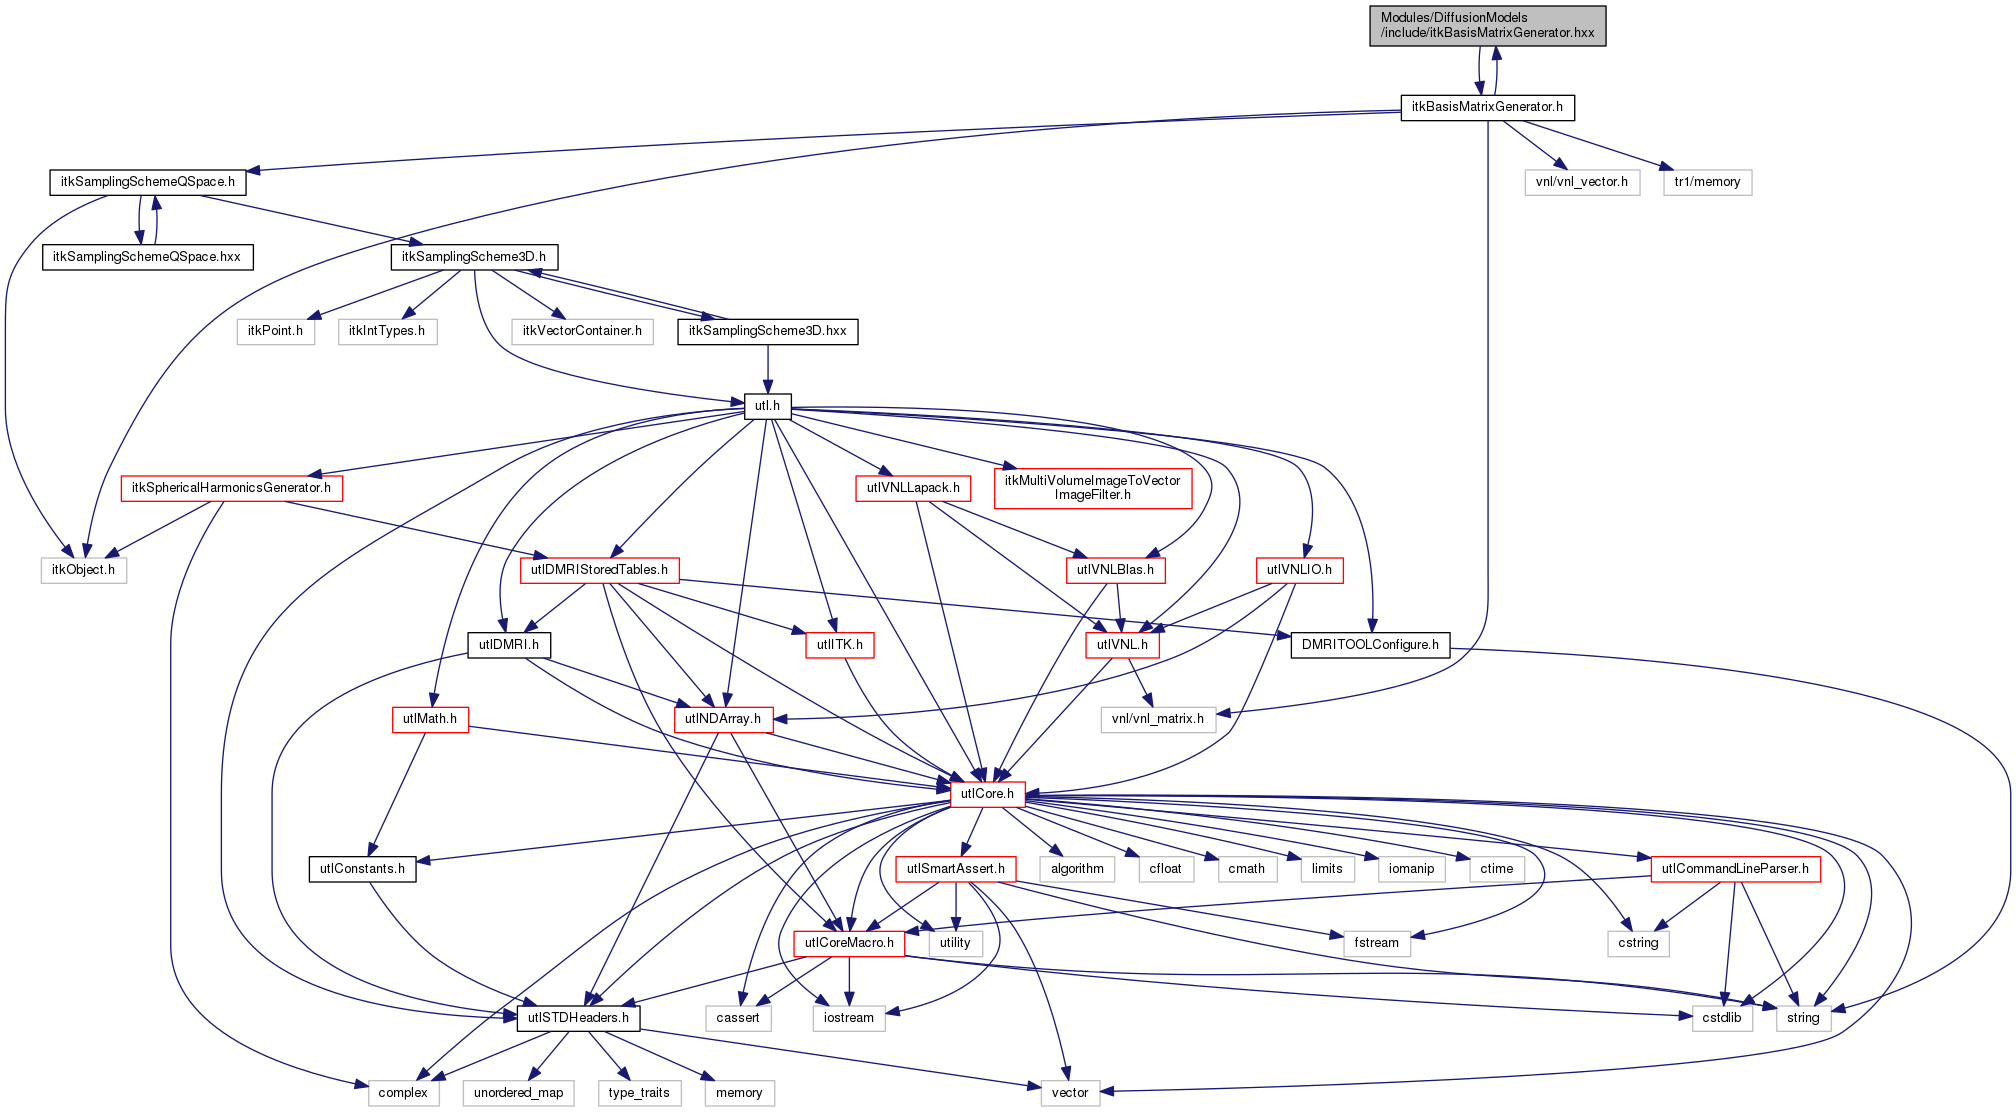 Modules/DiffusionModels
/include/itkBasisMatrixGenerator.hxx
itkBasisMatrixGenerator.h
itkSamplingSchemeQSpace.h
vnl/vnl_vector.h
tr1/memory
itkSamplingSchemeQSpace.hxx
itkSamplingScheme3D.h
itkPoint.h
itkIntTypes.h
itkVectorContainer.h
itkSamplingScheme3D.hxx
utl.h
itkSphericalHarmonicsGenerator.h
utlVNLLapack.h
itkMultiVolumeImageToVector
ImageFilter.h
itkObject.h
utlDMRIStoredTables.h
utlVNLBlas.h
utlVNLIO.h
utlDMRI.h
utlITK.h
utlVNL.h
DMRITOOLConfigure.h
utlMath.h
utlNDArray.h
vnl/vnl_matrix.h
utlCore.h
utlConstants.h
utlSmartAssert.h
algorithm
cfloat
cmath
limits
iomanip
ctime
utlCommandLineParser.h
utlCoreMacro.h
utility
fstream
cstring
utlSTDHeaders.h
cassert
iostream
cstdlib
string
complex
unordered_map
type_traits
memory
vector